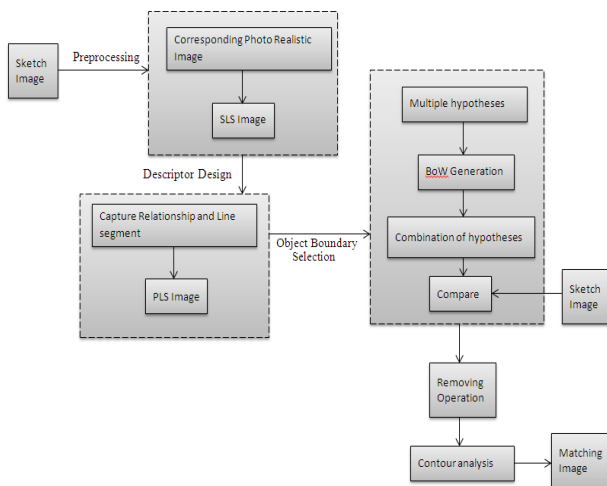 Sketch
Image
Preprocessing
Corresponding Photo Realistic
Image
SLS Image
Descriptor Design
Capture Relationship and Line
segment
PLS Image
Object Boundary
Selection
Multiple hypotheses
BoW Generation
Combination of hypotheses
Compare
Sketch
Image
Removing
Operation
Contour analysis
Matching
Image